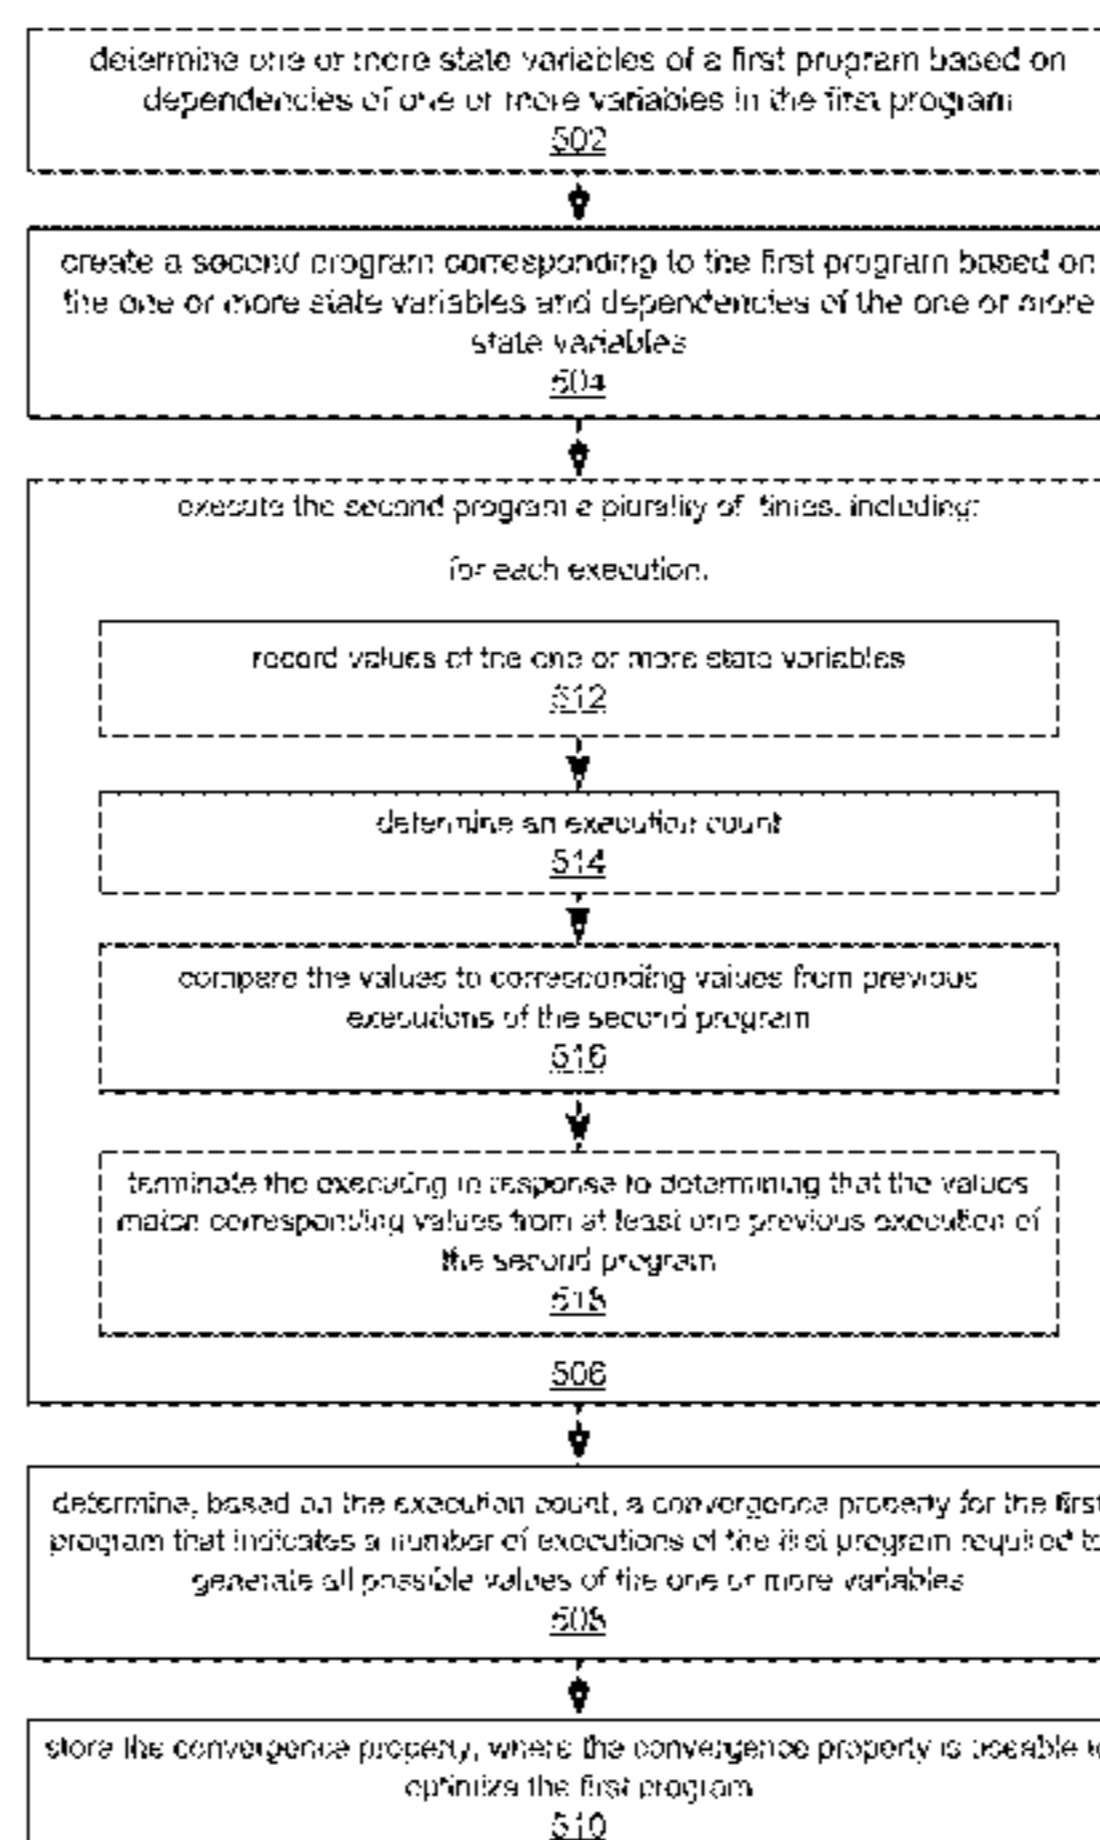 determine one or more state variables of a first program based on
dependencies of one or more variables in the first program
502
create a second program corresponding to the first program based on
the one or more state variables and dependencies of the one or more
state variables
504
execute the second program a plurality of times, including:
for each execution:
record values of the one or more state variables
512
determine an execution count
514
compare the values to corresponding values from previous
executions of the second program
516
terminate the executing in response to determining that the values
match corresponding values from at least one previous execution of
the second program
518
506
determine, based on the execution count, a convergence property for the first
program that indicates a number of executions of the first program required
generate all possible values of the one or more variables
508
store the convergence property, where the convergence property is useable
optimize the first program
510